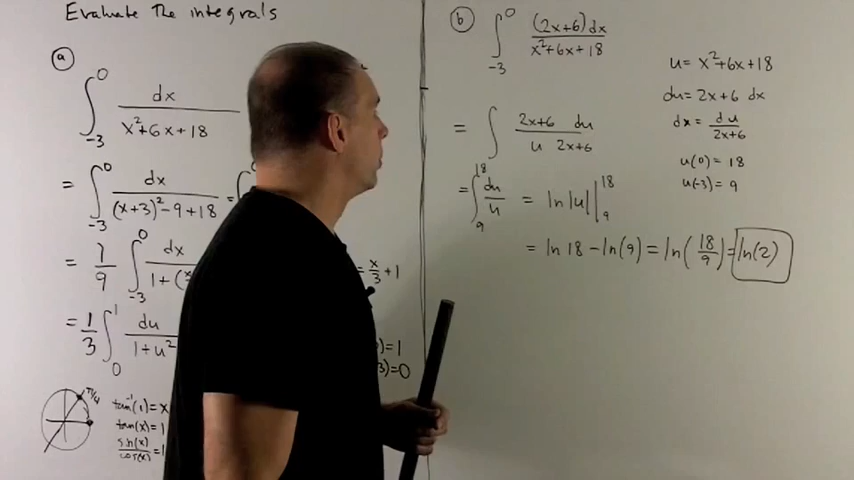 Evaluate The integrals
a
∫_{-3}^{0} dx / (x²+6x+18)
= ∫_{-3}^{0} dx / ((x+3)²-9+18) = ∫
= 1/9 ∫_{-3}^{0} dx / (1+(x
= x/3 + 1
= 1/3 ∫_{0}^{1} du / (1+u²)
)=1
3)=0
π/4
tan⁻¹(1)=x
tan(x)=1
sin(x)/cos(x)=1
b
∫_{-3}^{0} (2x+6)dx / (x²+6x+18)
u= x²+6x+18
du= 2x+6 dx
dx = du / (2x+6)
u(0) = 18
u(-3) = 9
= ∫ (2x+6)/u du/(2x+6)
= ∫_{9}^{18} du/u = ln|u| |_{9}^{18}
= ln 18 - ln(9) = ln(18/9) = ln(2)